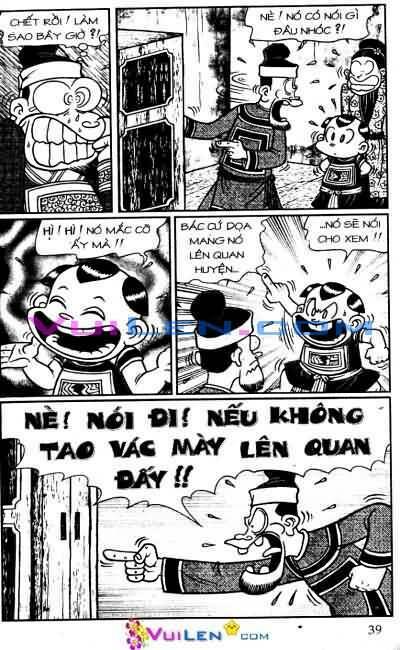 CHẾT RỒI! LÀM
SAO BÂY GIỜ?!
NÈ! NÓ CÓ NÓI GÌ
ĐÂU NHÓC?!
HÌ! HÌ! NÓ MẮC CỠ
ẤY MÀ!!
BÁC CỨ DỌA
MANG NÓ
LÊN QUAN
HUYỆN...
...NÓ SẼ NÓI
CHO XEM!!
VuiLen.com
NÈ! NÓI ĐI! NẾU KHÔNG
TAO VÁC MÀY LÊN QUAN
ĐẤY!!
39
VuiLen.com